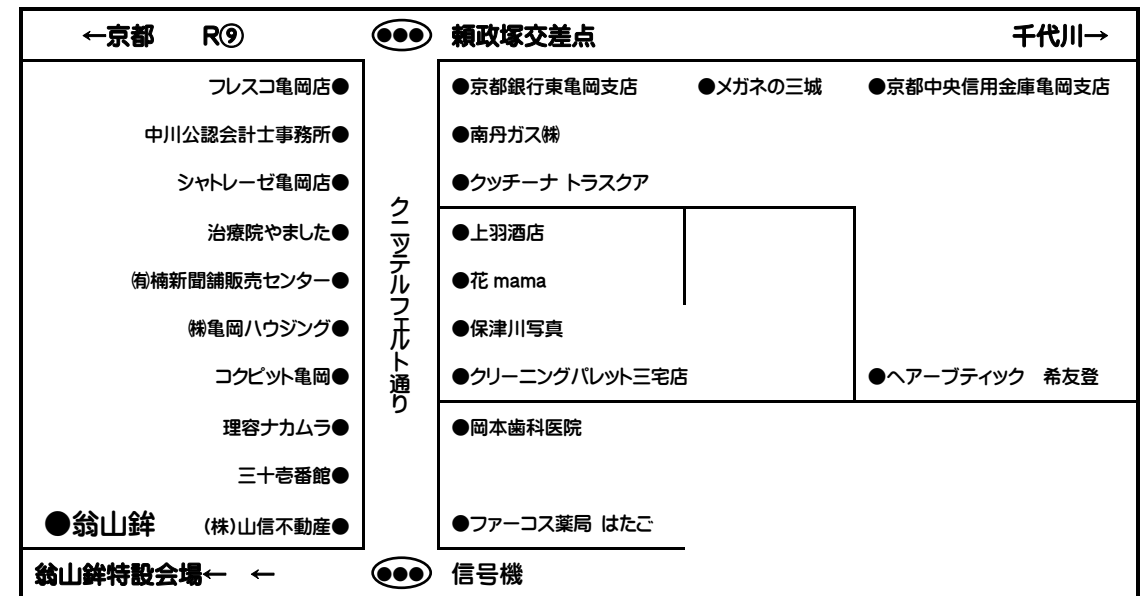 ←京都 R⑨ 頼政塚交差点 千代川→
フレスコ亀岡店● ●京都銀行東亀岡支店 ●メガネの三城 ●京都中央信用金庫亀岡支店
中川公認会計士事務所● ●南丹ガス㈱
シャトレーゼ亀岡店● ●クッチーナ トラスクア
治療院やました● ●上羽酒店
㈲楠新聞舗販売センター● ●花 mama
㈱亀岡ハウジング● ●保津川写真
コクピット亀岡● ●クリーニングパレット三宅店 ●ヘアーブティック 希友登
クニッテルフェルト通り
理容ナカムラ● ●岡本歯科医院
三十壱番館●
●翁山鉾 (株)山信不動産● ●ファーコス薬局 はたご
翁山鉾特設会場← ← 信号機